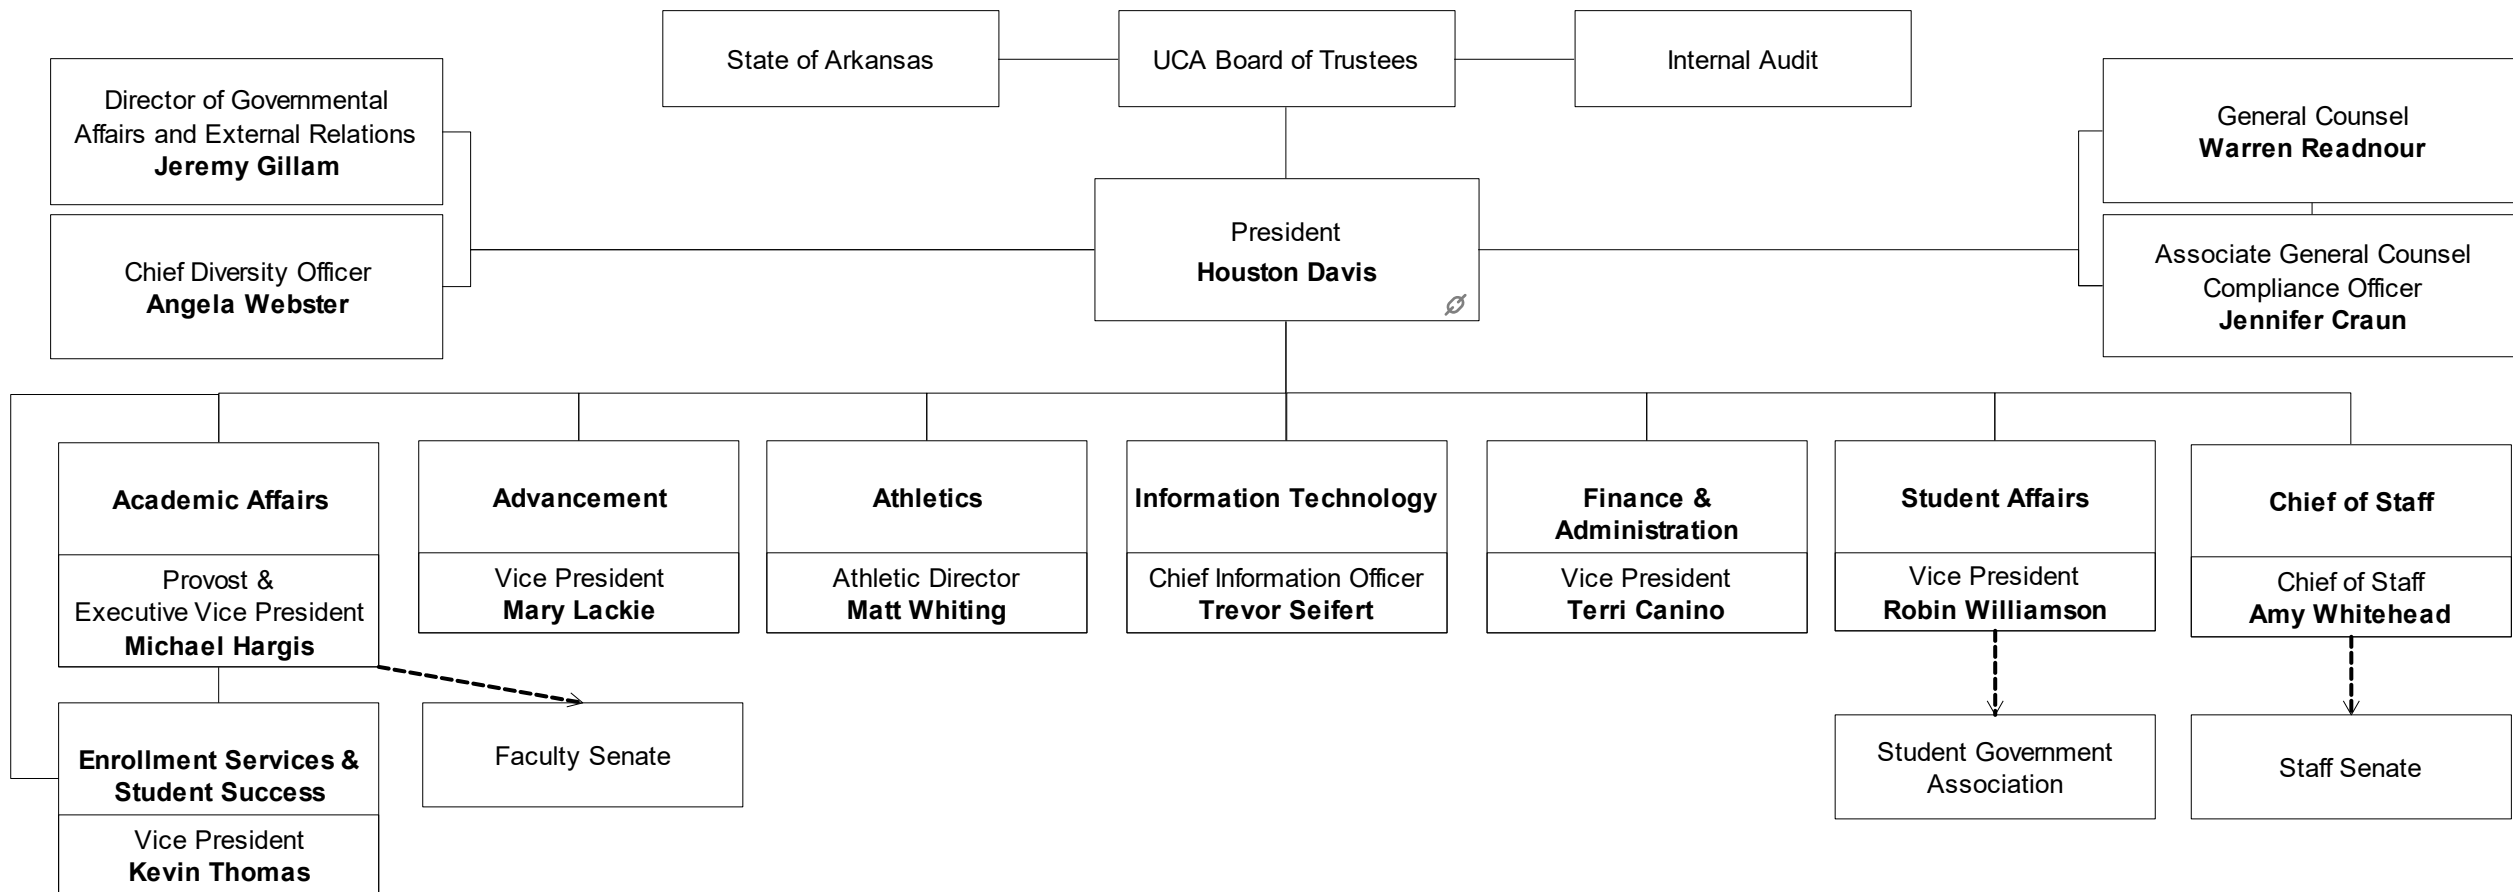 State of Arkansas
UCA Board of Trustees
Internal Audit
Director of Governmental
Affairs and External Relations
Jeremy Gillam
General Counsel
Warren Readnour
Chief Diversity Officer
Angela Webster
President
Houston Davis
Associate General Counsel
Compliance Officer
Jennifer Craun
Academic Affairs
Provost &
Executive Vice President
Michael Hargis
Advancement
Vice President
Mary Lackie
Athletics
Athletic Director
Matt Whiting
Information Technology
Chief Information Officer
Trevor Seifert
Finance &
Administration
Vice President
Terri Canino
Student Affairs
Vice President
Robin Williamson
Chief of Staff
Chief of Staff
Amy Whitehead
Enrollment Services &
Student Success
Vice President
Kevin Thomas
Faculty Senate
Student Government
Association
Staff Senate